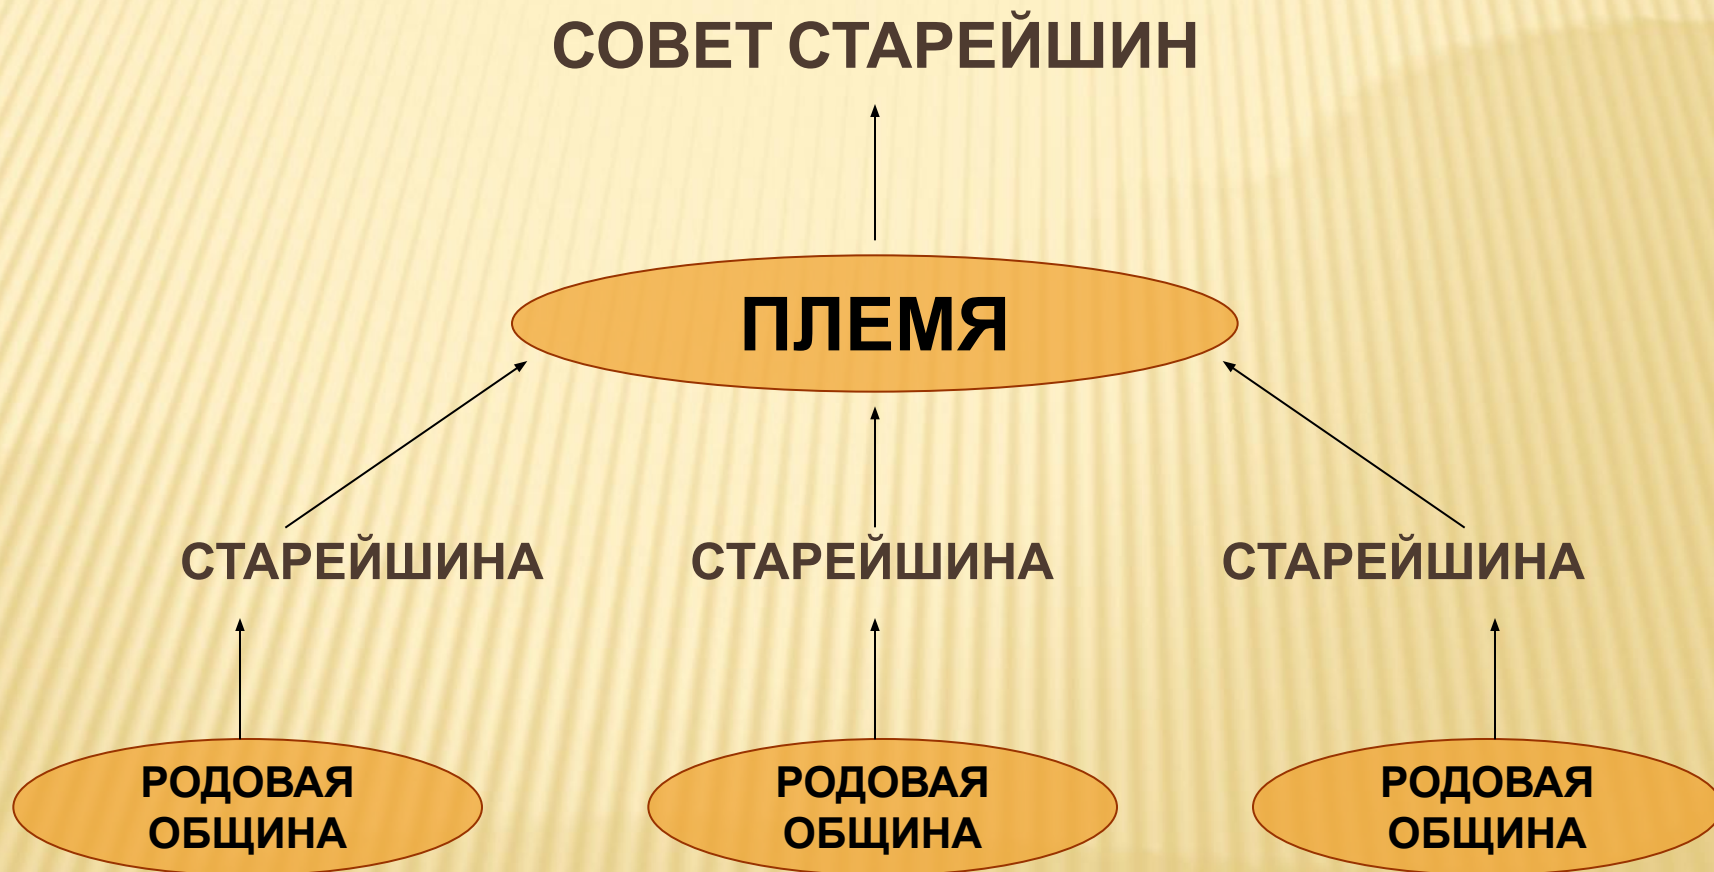 СОВЕТ СТАРЕЙШИН
ПЛЕМЯ
СТАРЕЙШИНА
СТАРЕЙШИНА
СТАРЕЙШИНА
РОДОВАЯ
ОБЩИНА
РОДОВАЯ
ОБЩИНА
РОДОВАЯ
ОБЩИНА